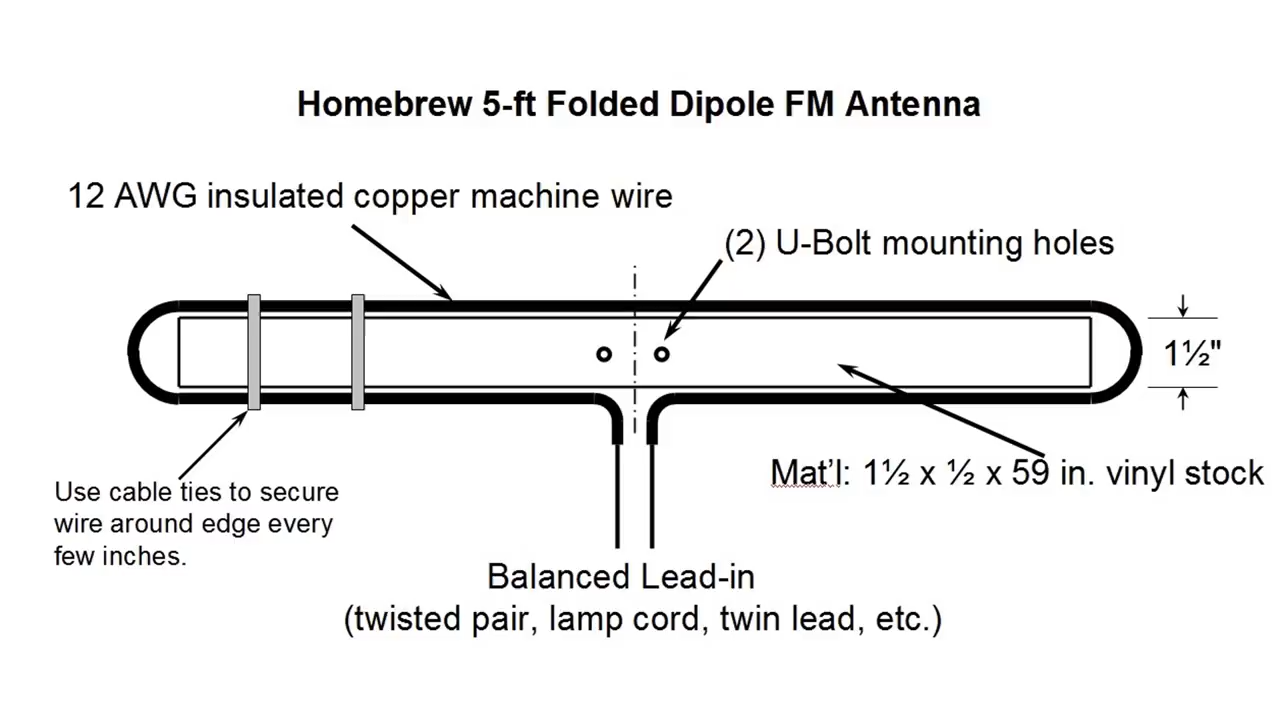 Homebrew 5-ft Folded Dipole FM Antenna
12 AWG insulated copper machine wire
(2) U-Bolt mounting holes
1½"
Mat’l: 1½ x ½ x 59 in. vinyl stock
Use cable ties to secure
wire around edge every
few inches.
Balanced Lead-in
(twisted pair, lamp cord, twin lead, etc.)